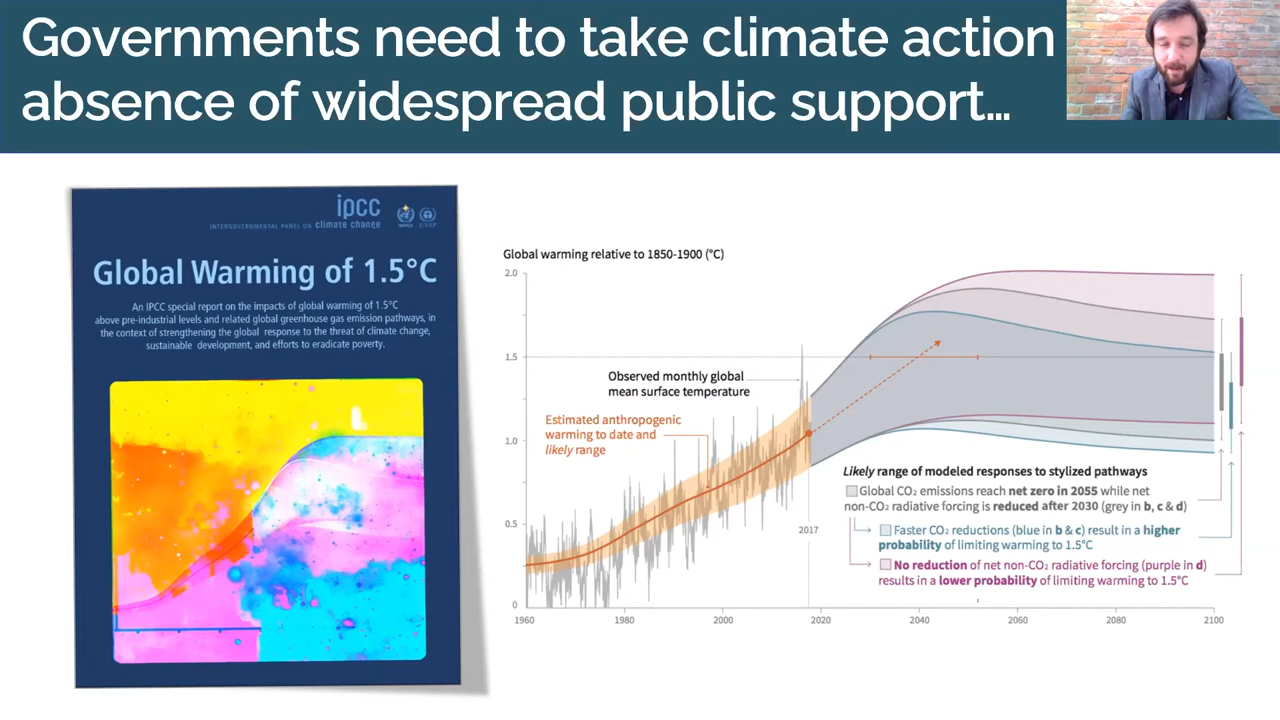 Governments need to take climate action
absence of widespread public support...
ipcc
INTERGOVERNMENTAL PANEL ON climate change
WMO UNEP
Global Warming of 1.5°C
An IPCC special report on the impacts of global warming of 1.5°C
above pre-industrial levels and related global greenhouse gas emission pathways, in
the context of strengthening the global response to the threat of climate change,
sustainable development, and efforts to eradicate poverty.
Global warming relative to 1850-1900 (°C)
2.0
1.5
Observed monthly global
mean surface temperature
Estimated anthropogenic
warming to date and
likely range
1.0
0.5
0
2017
Likely range of modeled responses to stylized pathways
Global CO₂ emissions reach net zero in 2055 while net
non-CO₂ radiative forcing is reduced after 2030 (grey in b, c & d)
Faster CO₂ reductions (blue in b & c) result in a higher
probability of limiting warming to 1.5°C
No reduction of net non-CO₂ radiative forcing (purple in d)
results in a lower probability of limiting warming to 1.5°C
1960 1980 2000 2020 2040 2060 2080 2100